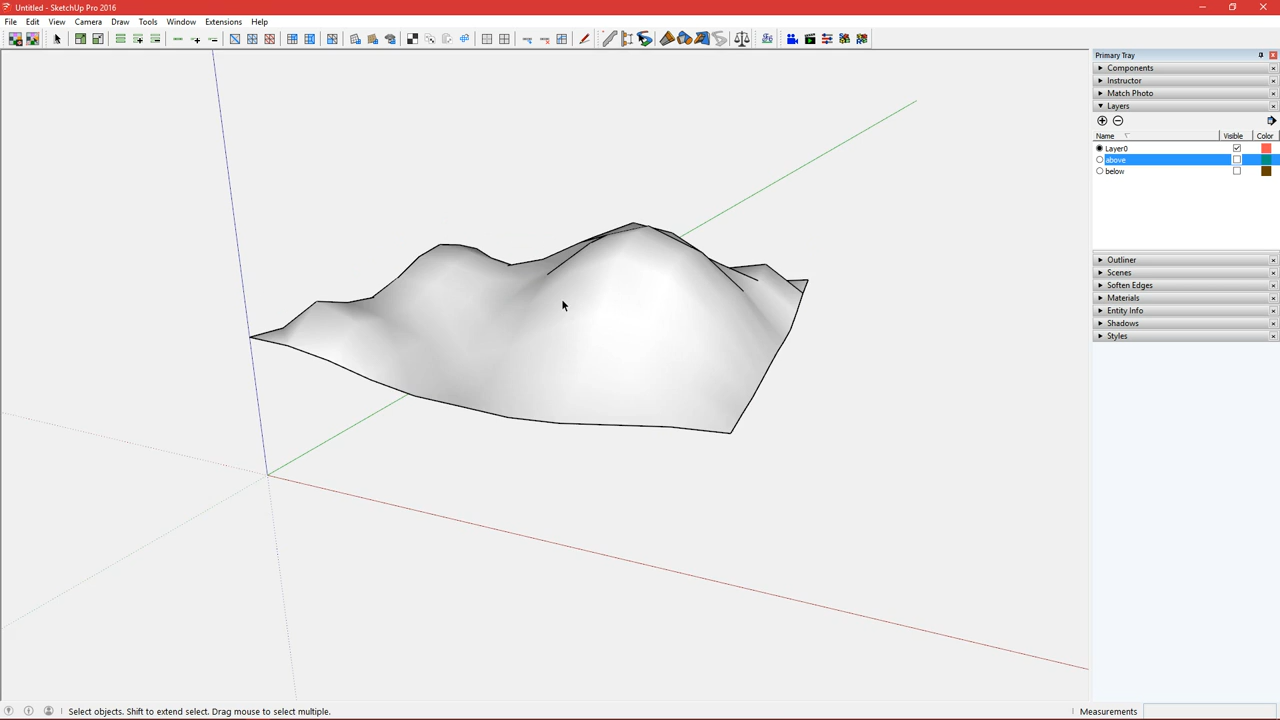 Untitled - SketchUp Pro 2016
File Edit View Camera Draw Tools Window Extensions Help
Primary Tray
Components
Instructor
Match Photo
Layers
Name Visible Color
Layer0
above
below
Outliner
Scenes
Soften Edges
Materials
Entity Info
Shadows
Styles
Select objects. Shift to extend select. Drag mouse to select multiple. Measurements